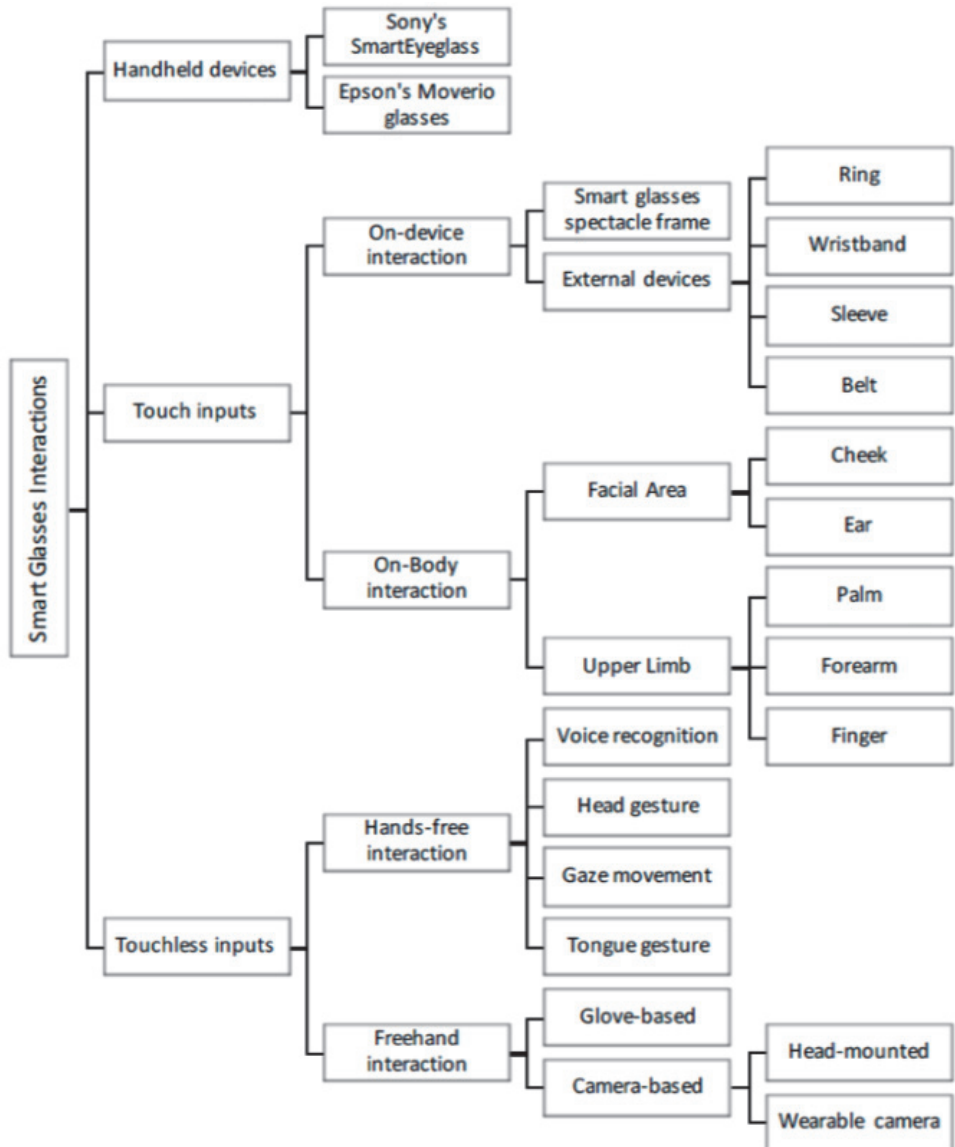 Smart Glasses Interactions
Handheld devices
Sony's
SmartEyeglass
Epson's Moverio
glasses
Touch inputs
On-device
interaction
Smart glasses
spectacle frame
External devices
Ring
Wristband
Sleeve
Belt
On-Body
interaction
Facial Area
Cheek
Ear
Upper Limb
Palm
Forearm
Finger
Touchless inputs
Hands-free
interaction
Voice recognition
Head gesture
Gaze movement
Tongue gesture
Freehand
interaction
Glove-based
Camera-based
Head-mounted
Wearable camera